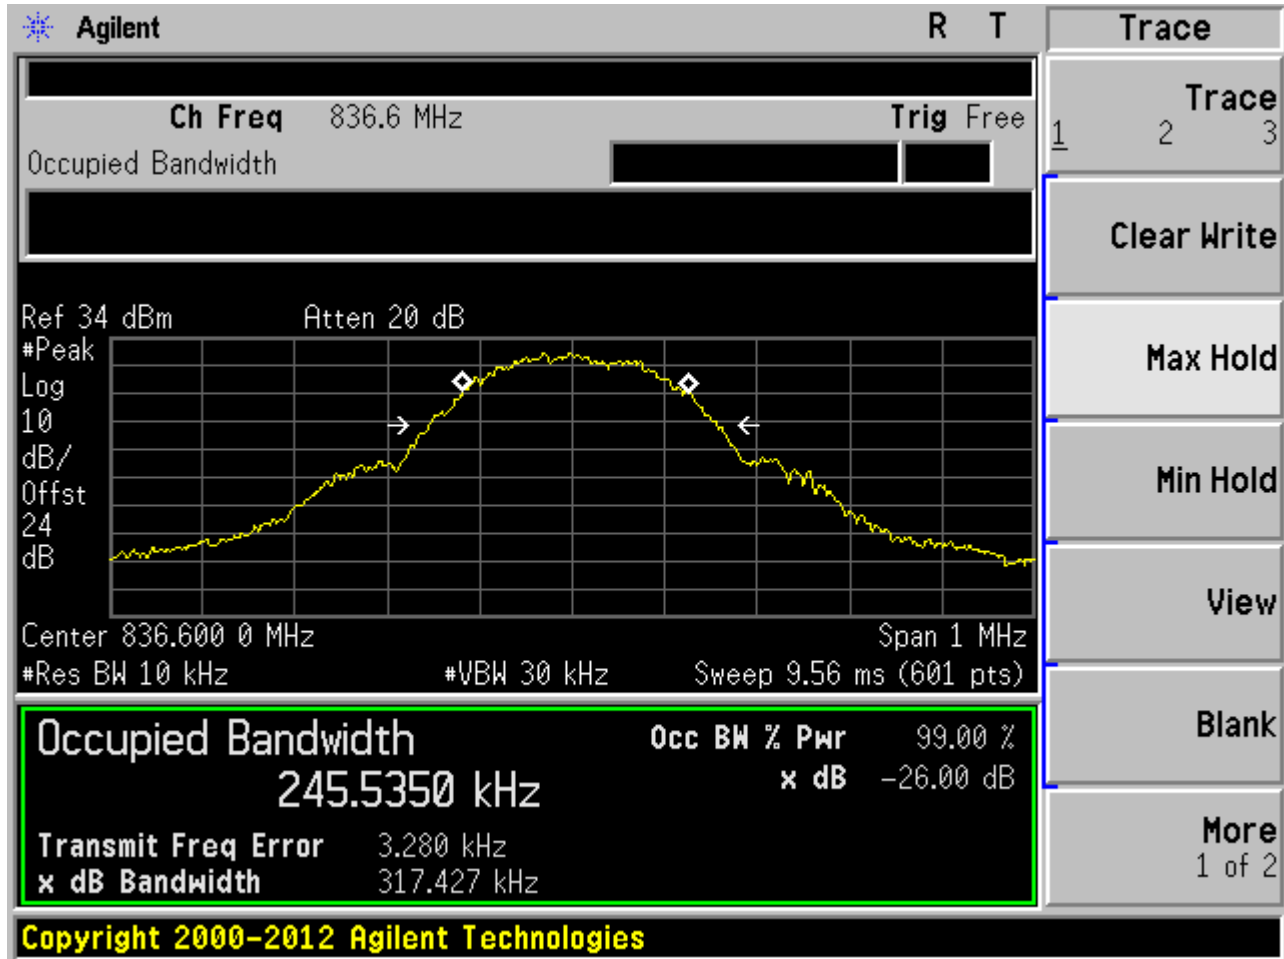 Agilent R T Trace
Ch Freq 836.6 MHz Trig Free
Occupied Bandwidth
Trace
1 2 3
Clear Write
Max Hold
Min Hold
View
Blank
More
1 of 2
Ref 34 dBm Atten 20 dB
#Peak
Log
10
dB/
Offst
24
dB
Center 836.600 0 MHz Span 1 MHz
#Res BW 10 kHz #VBW 30 kHz Sweep 9.56 ms (601 pts)
Occupied Bandwidth Occ BW % Pwr 99.00 %
245.5350 kHz x dB -26.00 dB
Transmit Freq Error 3.280 kHz
x dB Bandwidth 317.427 kHz
Copyright 2000-2012 Agilent Technologies